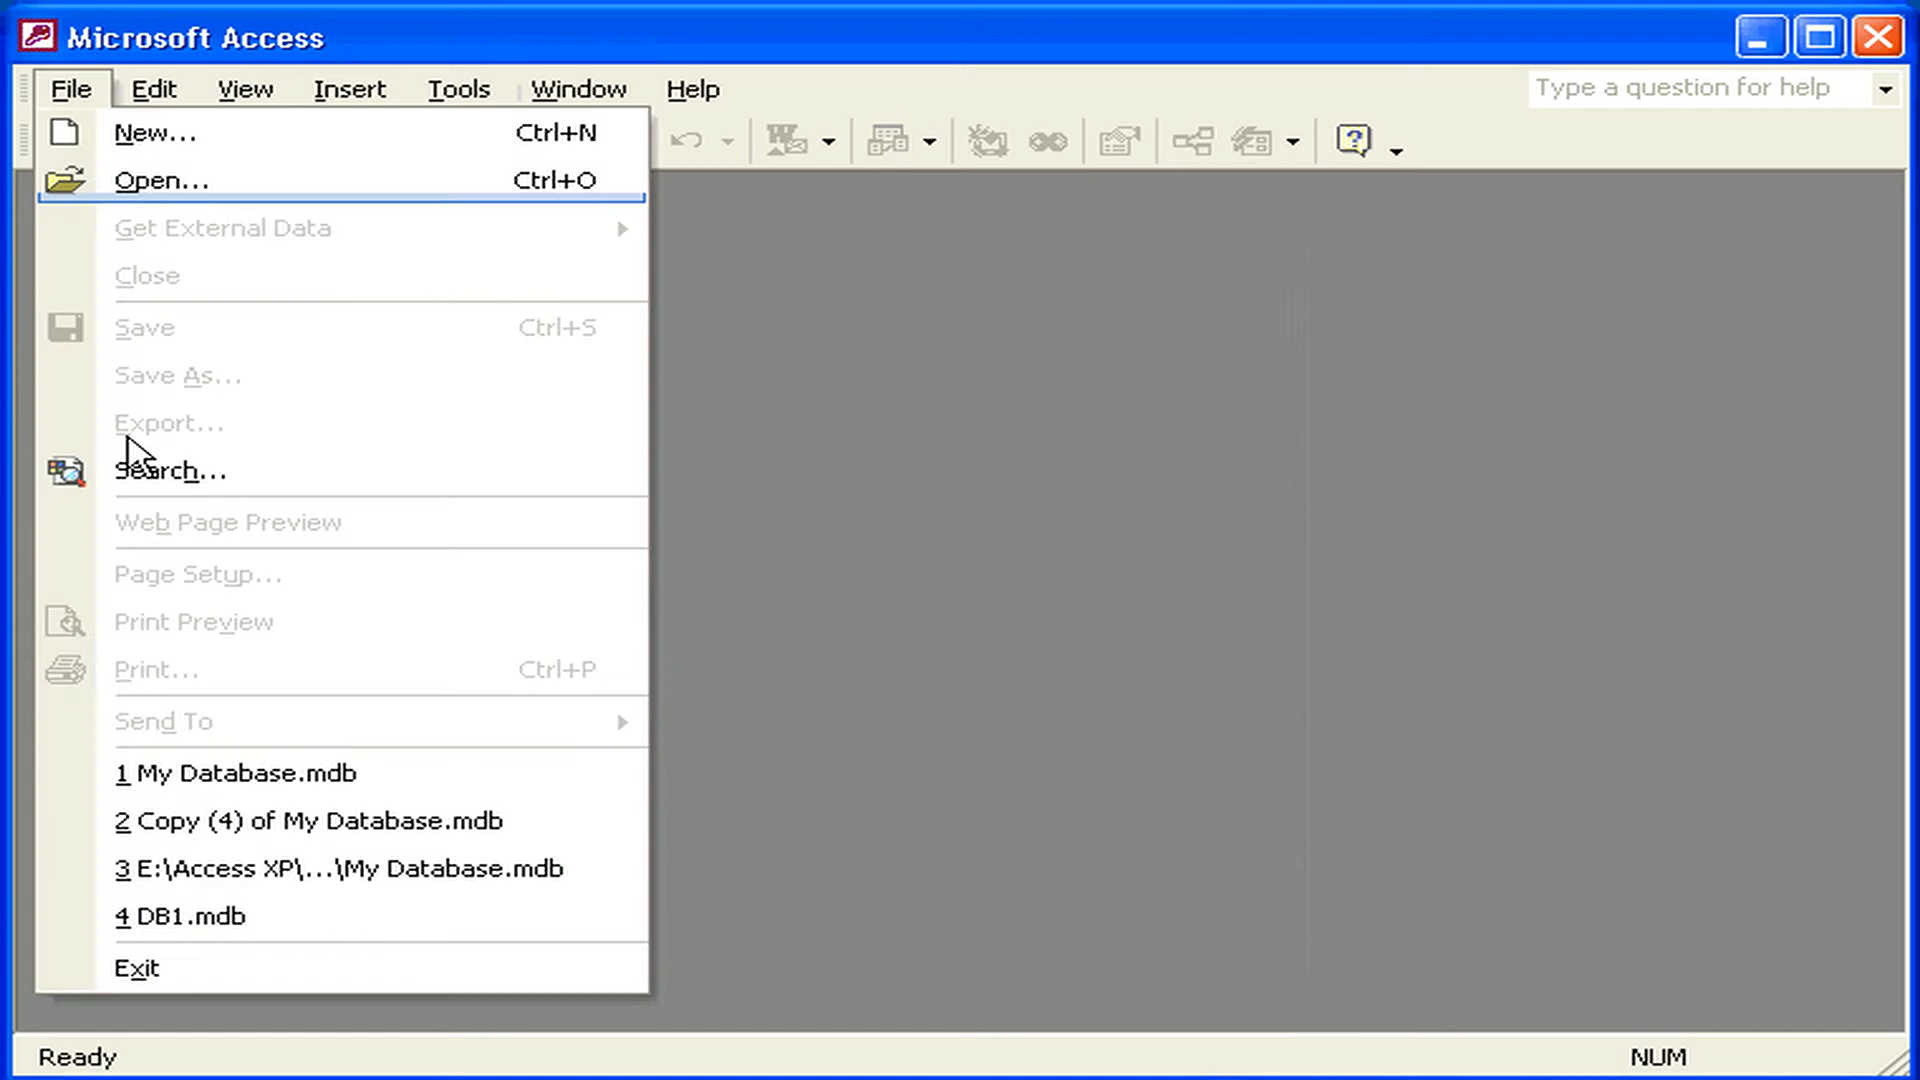 Microsoft Access
File Edit View Insert Tools Window Help Type a question for help
New... Ctrl+N
Open... Ctrl+O
Get External Data
Close
Save Ctrl+S
Save As...
Export...
Search...
Web Page Preview
Page Setup...
Print Preview
Print... Ctrl+P
Send To
1 My Database.mdb
2 Copy (4) of My Database.mdb
3 E:\Access XP\...\My Database.mdb
4 DB1.mdb
Exit
Ready NUM